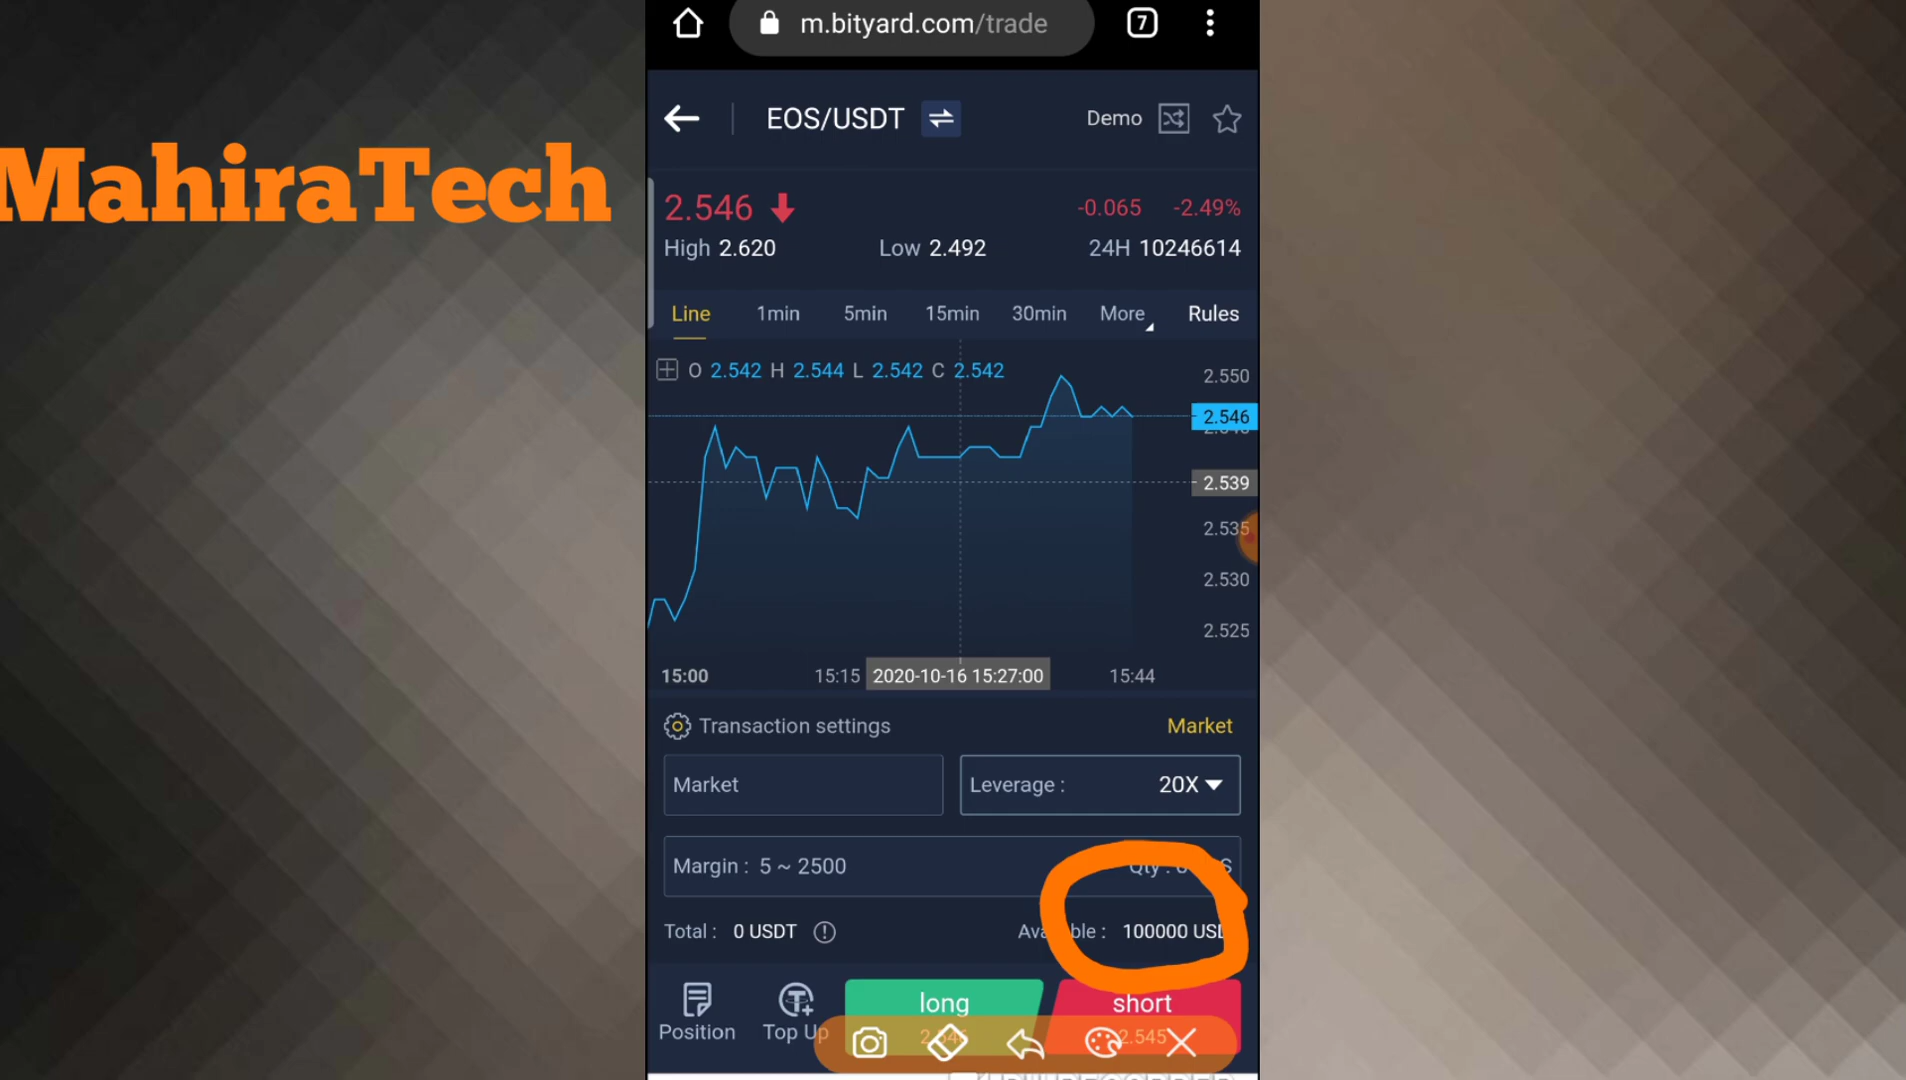 m.bityard.com/trade
7
MahiraTech
EOS/USDT
Demo
2.546
-0.065 -2.49%
High 2.620
Low 2.492
24H 10246614
Line 1min 5min 15min 30min More Rules
O 2.542 H 2.544 L 2.542 C 2.542
2.550
2.546
2.539
2.535
2.530
2.525
15:00 15:15 2020-10-16 15:27:00 15:44
Transaction settings
Market
Market
Leverage : 20X
Margin : 5 ~ 2500
Qty :
Total : 0 USDT
100000
long
short
2.545
Position
Top Up